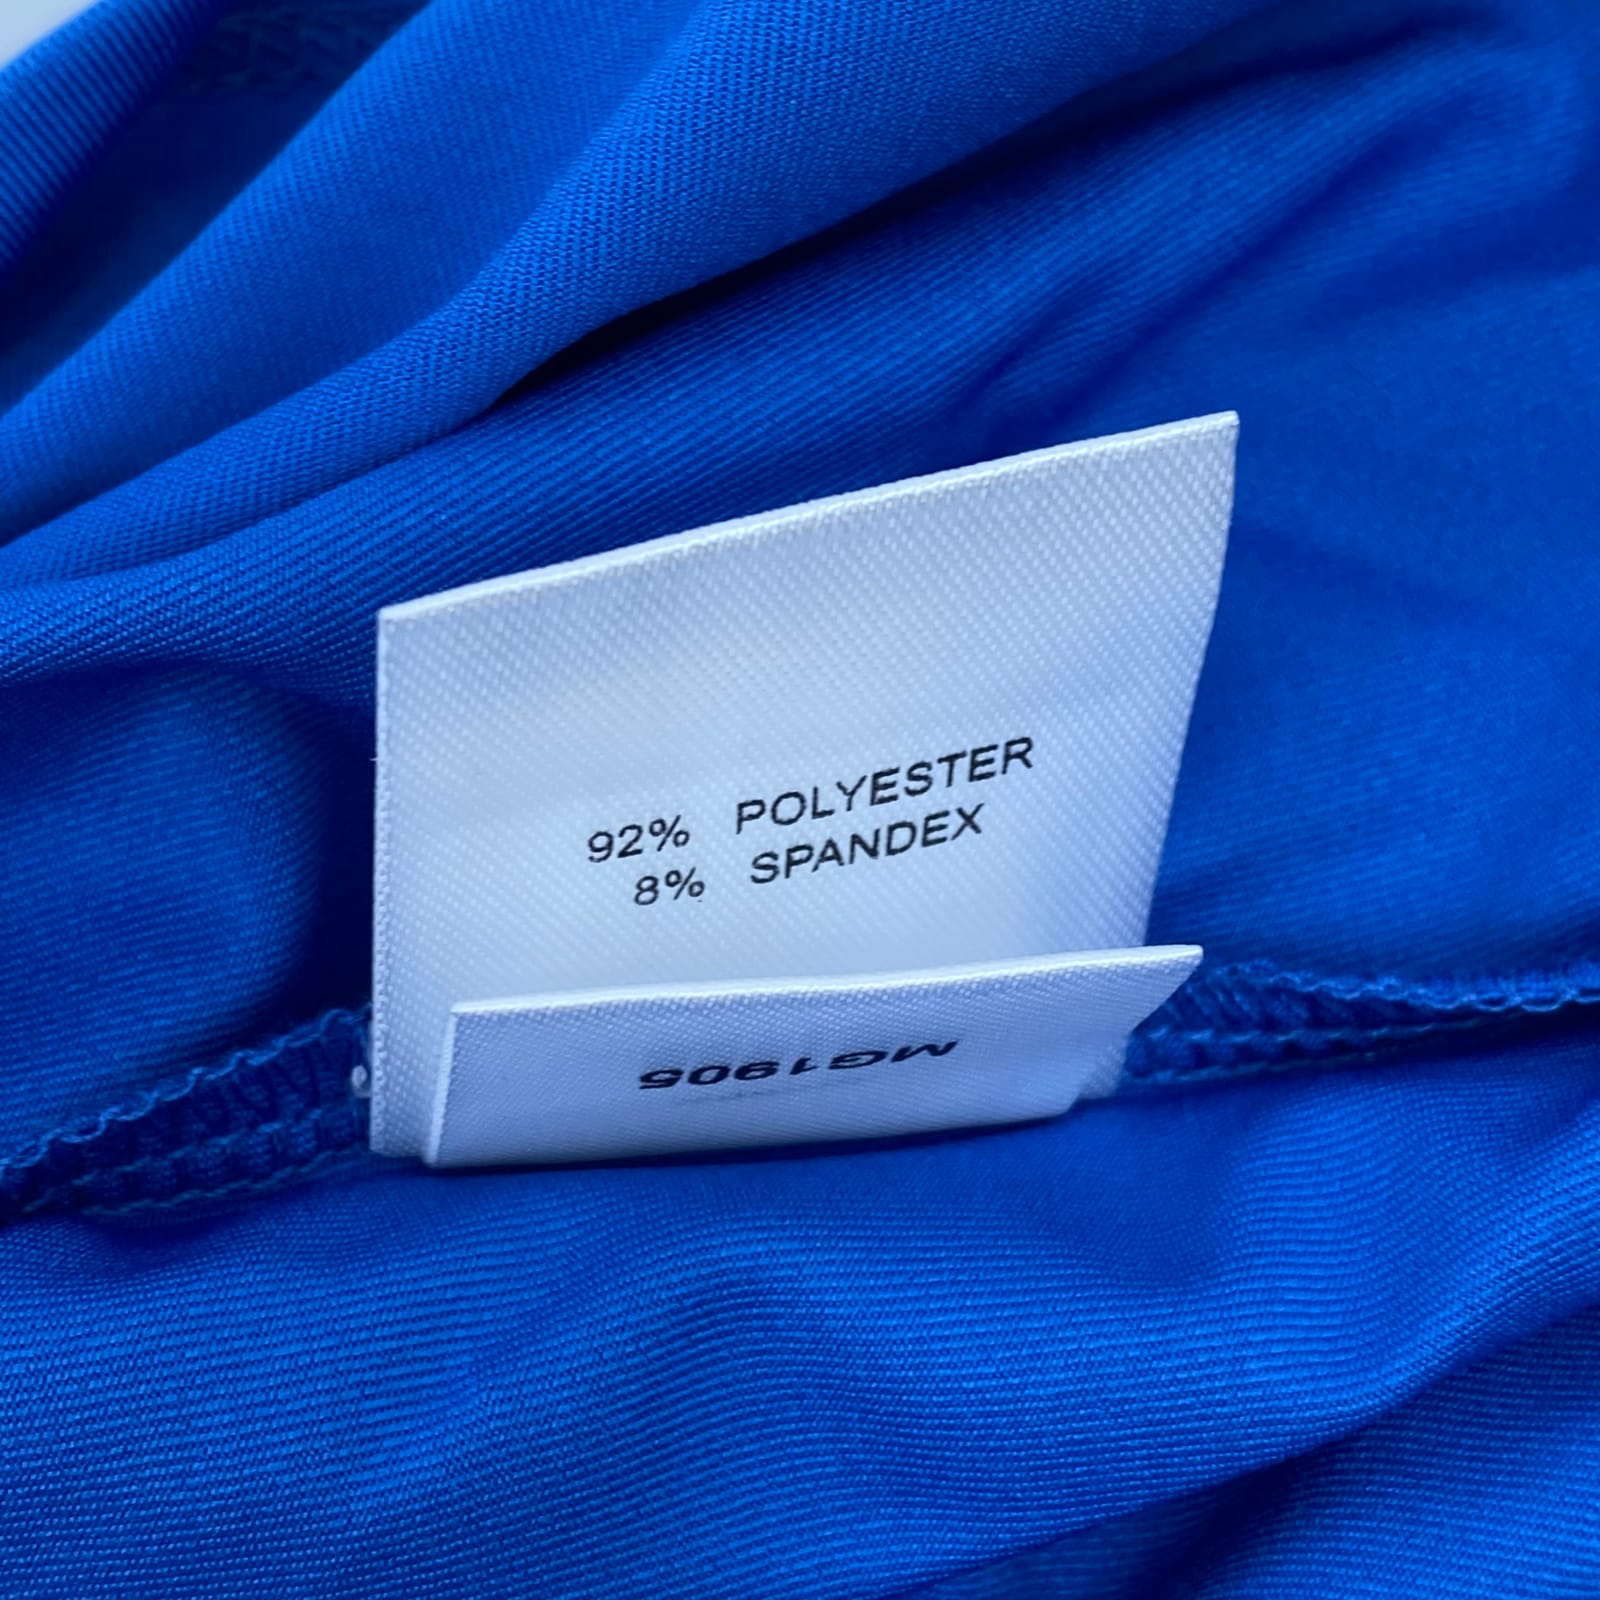 92% POLYESTER
8% SPANDEX
MG1905